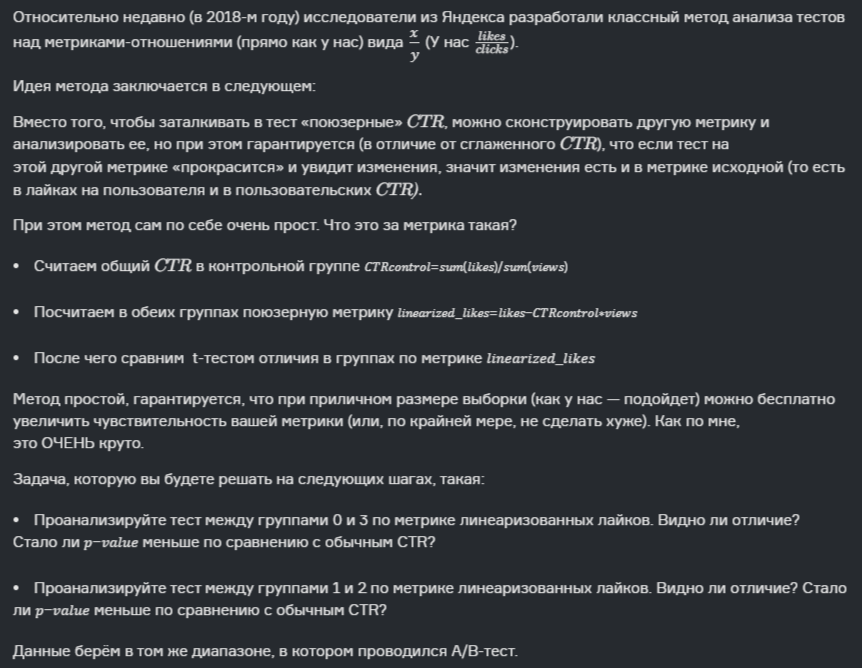 Относительно недавно (в 2018-м году) исследователи из Яндекса разработали классный метод анализа тестов
над метриками-отношениями (прямо как у нас) вида x/y (У нас likes/clicks).
Идея метода заключается в следующем:
Вместо того, чтобы заталкивать в тест «поюзерные» CTR, можно сконструировать другую метрику и
анализировать ее, но при этом гарантируется (в отличие от сглаженного CTR), что если тест на
этой другой метрике «прокрасится» и увидит изменения, значит изменения есть и в метрике исходной (то есть
в лайках на пользователя и в пользовательских CTR).
При этом метод сам по себе очень прост. Что это за метрика такая?
• Считаем общий CTR в контрольной группе CTRcontrol=sum(likes)/sum(views)
• Посчитаем в обеих группах поюзерную метрику linearized_likes=likes−CTRcontrol∗views
• После чего сравним t-тестом отличия в группах по метрике linearized_likes
Метод простой, гарантируется, что при приличном размере выборки (как у нас — подойдет) можно бесплатно
увеличить чувствительность вашей метрики (или, по крайней мере, не сделать хуже). Как по мне,
это ОЧЕНЬ круто.
Задача, которую вы будете решать на следующих шагах, такая:
• Проанализируйте тест между группами 0 и 3 по метрике линеаризованных лайков. Видно ли отличие?
Стало ли p−value меньше по сравнению с обычным CTR?
• Проанализируйте тест между группами 1 и 2 по метрике линеаризованных лайков. Видно ли отличие? Стало
ли p−value меньше по сравнению с обычным CTR?
Данные берём в том же диапазоне, в котором проводился A/B-тест.